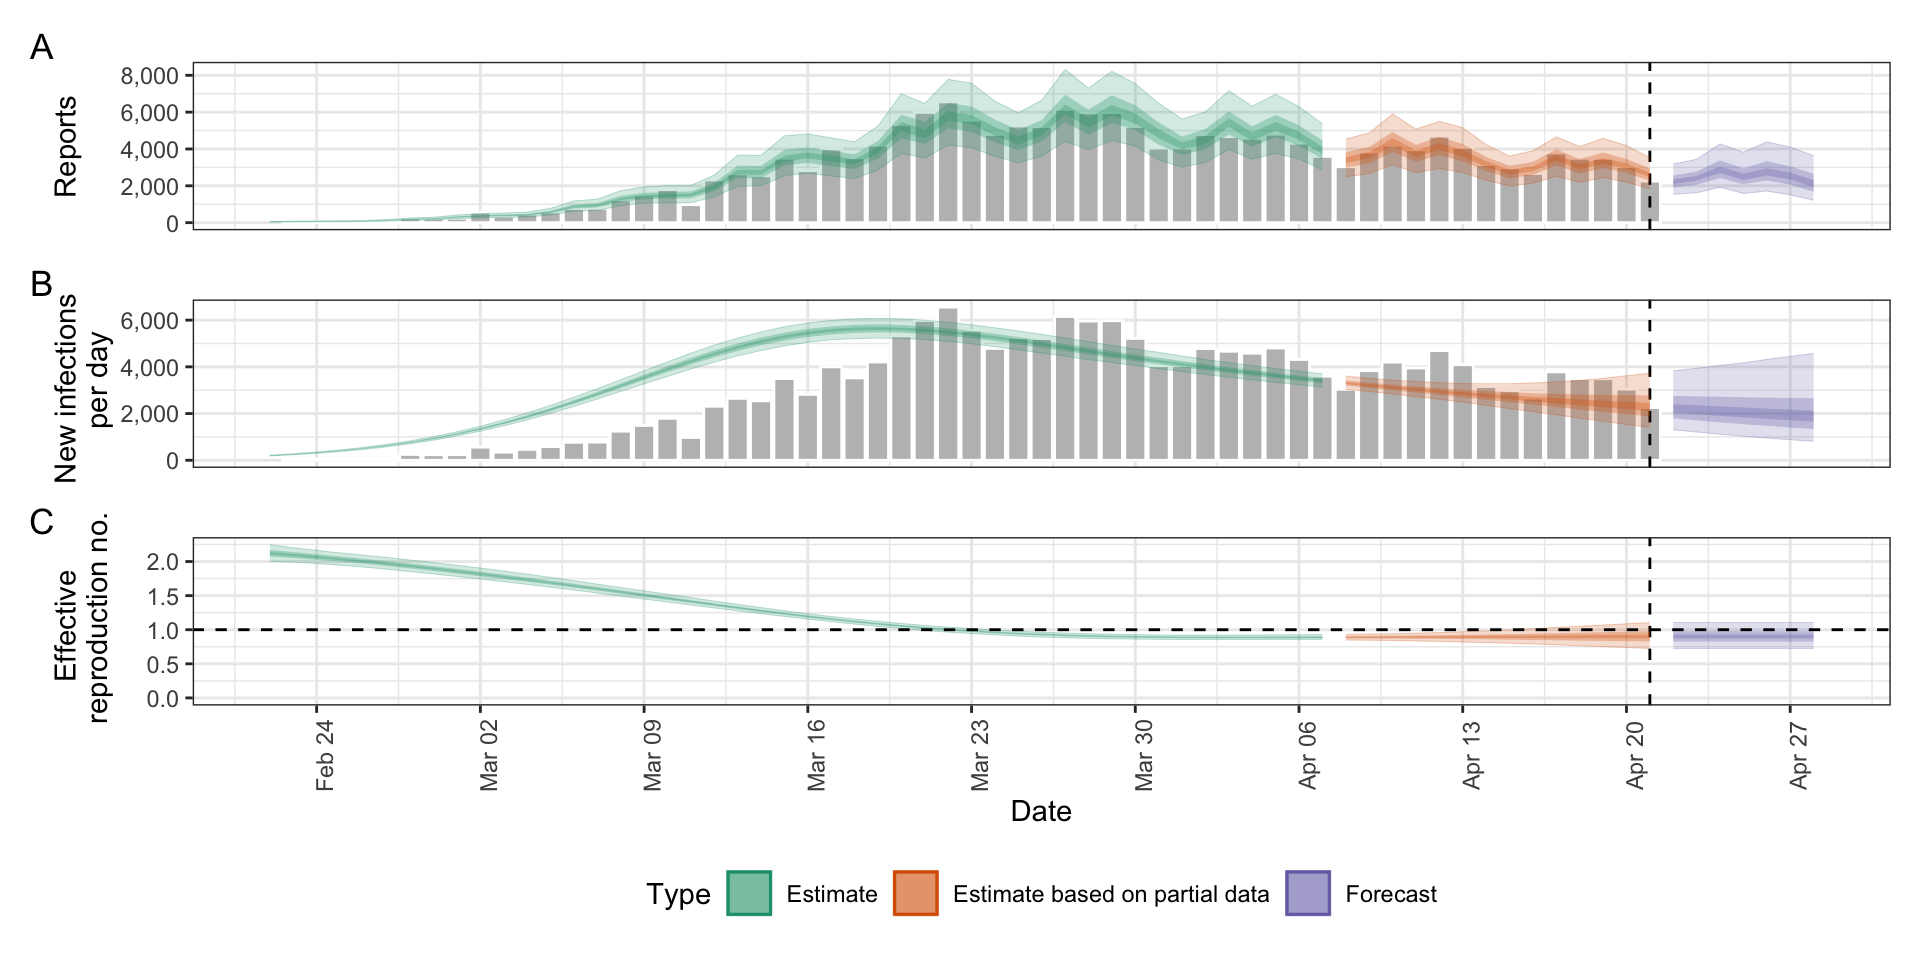 A
Reports
8,000
6,000
4,000
2,000
0
B
New infections
per day
6,000
4,000
2,000
0
C
Effective
reproduction no.
2.0
1.5
1.0
0.5
0.0
Feb 24
Mar 02
Mar 09
Mar 16
Mar 23
Mar 30
Apr 06
Apr 13
Apr 20
Apr 27
Date
Type Estimate Estimate based on partial data Forecast